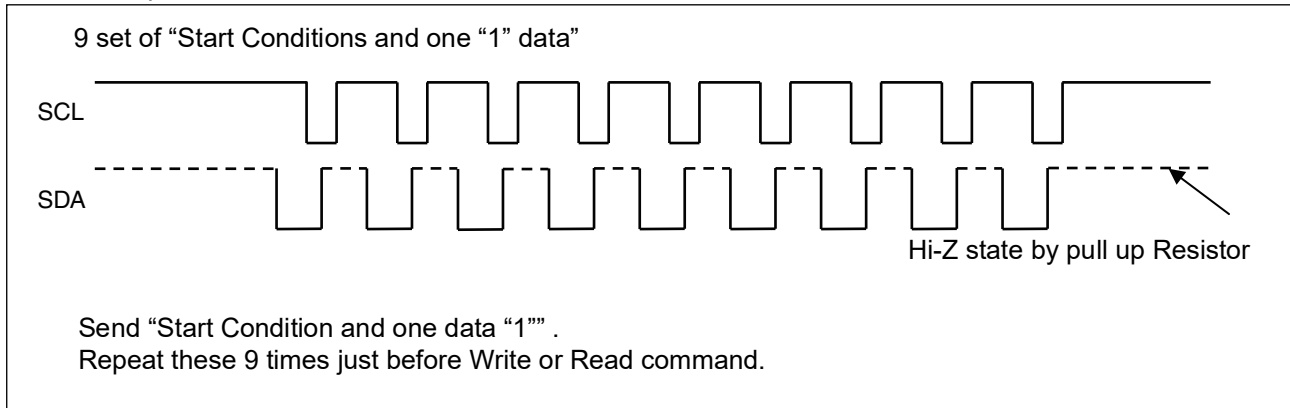 9 set of “Start Conditions and one “1” data”
SCL
SDA
Hi-Z state by pull up Resistor
Send “Start Condition and one data “1”” .
Repeat these 9 times just before Write or Read command.